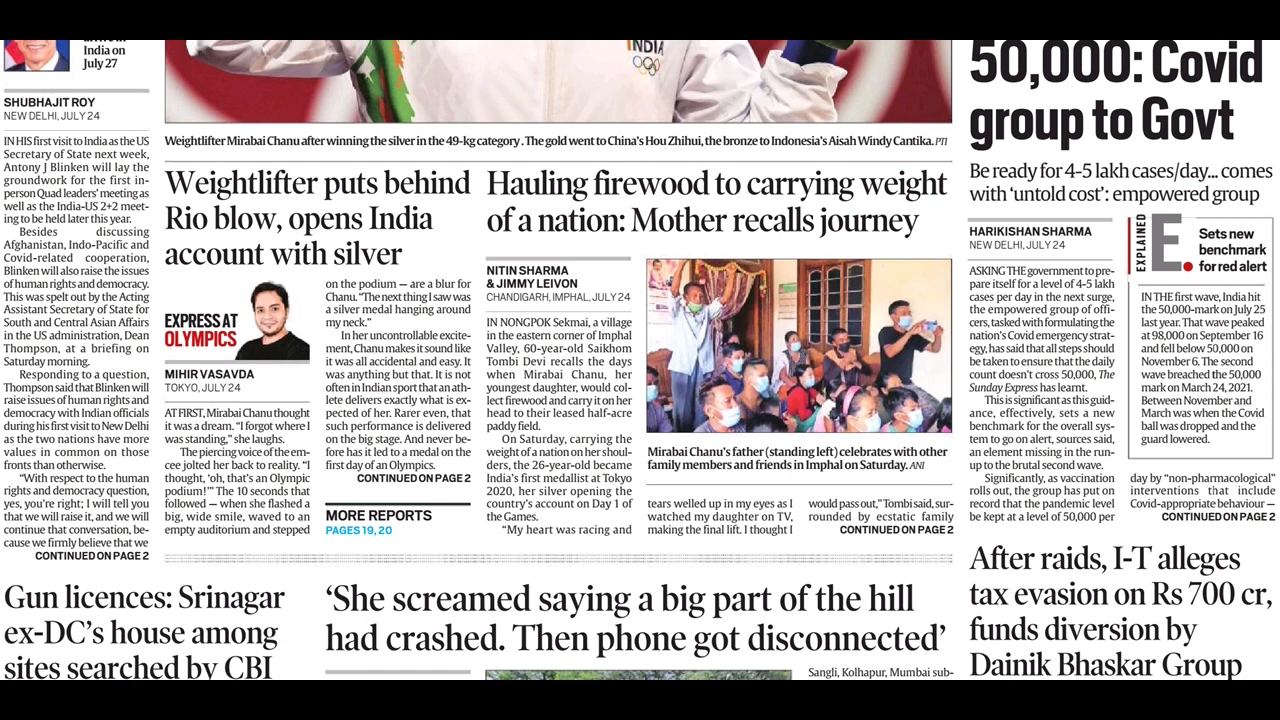 India on
July 27
SHUBHAJIT ROY
NEW DELHI, JULY 24
IN HIS first visit to India as the US
Secretary of State next week,
Antony J Blinken will lay the
groundwork for the first in-
person Quad leaders' meeting as
well as the India-US 2+2 meet-
ing to be held later this year.
Besides discussing
Afghanistan, Indo-Pacific and
Covid-related cooperation,
Blinken will also raise the issues
of human rights and democracy.
This was spelt out by the Acting
Assistant Secretary of State for
South and Central Asian Affairs
in the US administration, Dean
Thompson, at a briefing on
Saturday morning.
Responding to a question,
Thompson said that Blinken will
raise issues of human rights and
democracy with Indian officials
during his first visit to New Delhi
as the two nations have more
values in common on those
fronts than otherwise.
"With respect to the human
rights and democracy question,
yes, you're right; I will tell you
that we will raise it, and we will
continue that conversation, be-
cause we firmly believe that we
CONTINUED ON PAGE 2
INDIA
Weightlifter Mirabai Chanu after winning the silver in the 49-kg category . The gold went to China's Hou Zhihui, the bronze to Indonesia's Aisah Windy Cantika. PTI
Weightlifter puts behind
Rio blow, opens India
account with silver
EXPRESS AT
OLYMPICS
MIHIR VASAVDA
TOKYO, JULY 24
AT FIRST, Mirabai Chanu thought
it was a dream. "I forgot where I
was standing," she laughs.
The piercing voice of the em-
cee jolted her back to reality. "I
thought, 'oh, that's an Olympic
podium!'" The 10 seconds that
followed — when she flashed a
big, wide smile, waved to an
empty auditorium and stepped
on the podium — are a blur for
Chanu. "The next thing I saw was
a silver medal hanging around
my neck."
In her uncontrollable excite-
ment, Chanu makes it sound like
it was all accidental and easy. It
was anything but that. It is not
often in Indian sport that an ath-
lete delivers exactly what is ex-
pected of her. Rarer even, that
such performance is delivered
on the big stage. And never be-
fore has it led to a medal on the
first day of an Olympics.
CONTINUED ON PAGE 2
MORE REPORTS
PAGES 19, 20
Hauling firewood to carrying weight
of a nation: Mother recalls journey
NITIN SHARMA
& JIMMY LEIVON
CHANDIGARH, IMPHAL, JULY 24
IN NONGPOK Sekmai, a village
in the eastern corner of Imphal
Valley, 60-year-old Saikhom
Tombi Devi recalls the days
when Mirabai Chanu, her
youngest daughter, would col-
lect firewood and carry it on her
head to their leased half-acre
paddy field.
On Saturday, carrying the
weight of a nation on her shoul-
ders, the 26-year-old became
India's first medallist at Tokyo
2020, her silver opening the
country's account on Day 1 of
the Games.
"My heart was racing and
Mirabai Chanu's father (standing left) celebrates with other
family members and friends in Imphal on Saturday. ANI
tears welled up in my eyes as I
watched my daughter on TV,
making the final lift. I thought I
would pass out," Tombi said, sur-
rounded by ecstatic family
CONTINUED ON PAGE 2
50,000: Covid
group to Govt
Be ready for 4-5 lakh cases/day... comes
with 'untold cost': empowered group
HARIKISHAN SHARMA
NEW DELHI, JULY 24
ASKING THE government to pre-
pare itself for a level of 4-5 lakh
cases per day in the next surge,
the empowered group of offi-
cers, tasked with formulating the
nation's Covid emergency strat-
egy, has said that all steps should
be taken to ensure that the daily
count doesn't cross 50,000, The
Sunday Express has learnt.
This is significant as this guid-
ance, effectively, sets a new
benchmark for the overall sys-
tem to go on alert, sources said,
an element missing in the run-
up to the brutal second wave.
Significantly, as vaccination
rolls out, the group has put on
record that the pandemic level
be kept at a level of 50,000 per
EXPLAINED
E.
Sets new
benchmark
for red alert
IN THE first wave, India hit
the 50,000-mark on July 25
last year. That wave peaked
at 98,000 on September 16
and fell below 50,000 on
November 6. The second
wave breached the 50,000
mark on March 24, 2021.
Between November and
March was when the Covid
ball was dropped and the
guard lowered.
day by "non-pharmacological"
interventions that include
Covid-appropriate behaviour —
CONTINUED ON PAGE 2
Gun licences: Srinagar
ex-DC's house among
sites searched by CBI
'She screamed saying a big part of the hill
had crashed. Then phone got disconnected'
Sangli, Kolhapur, Mumbai sub-
After raids, I-T alleges
tax evasion on Rs 700 cr,
funds diversion by
Dainik Bhaskar Group